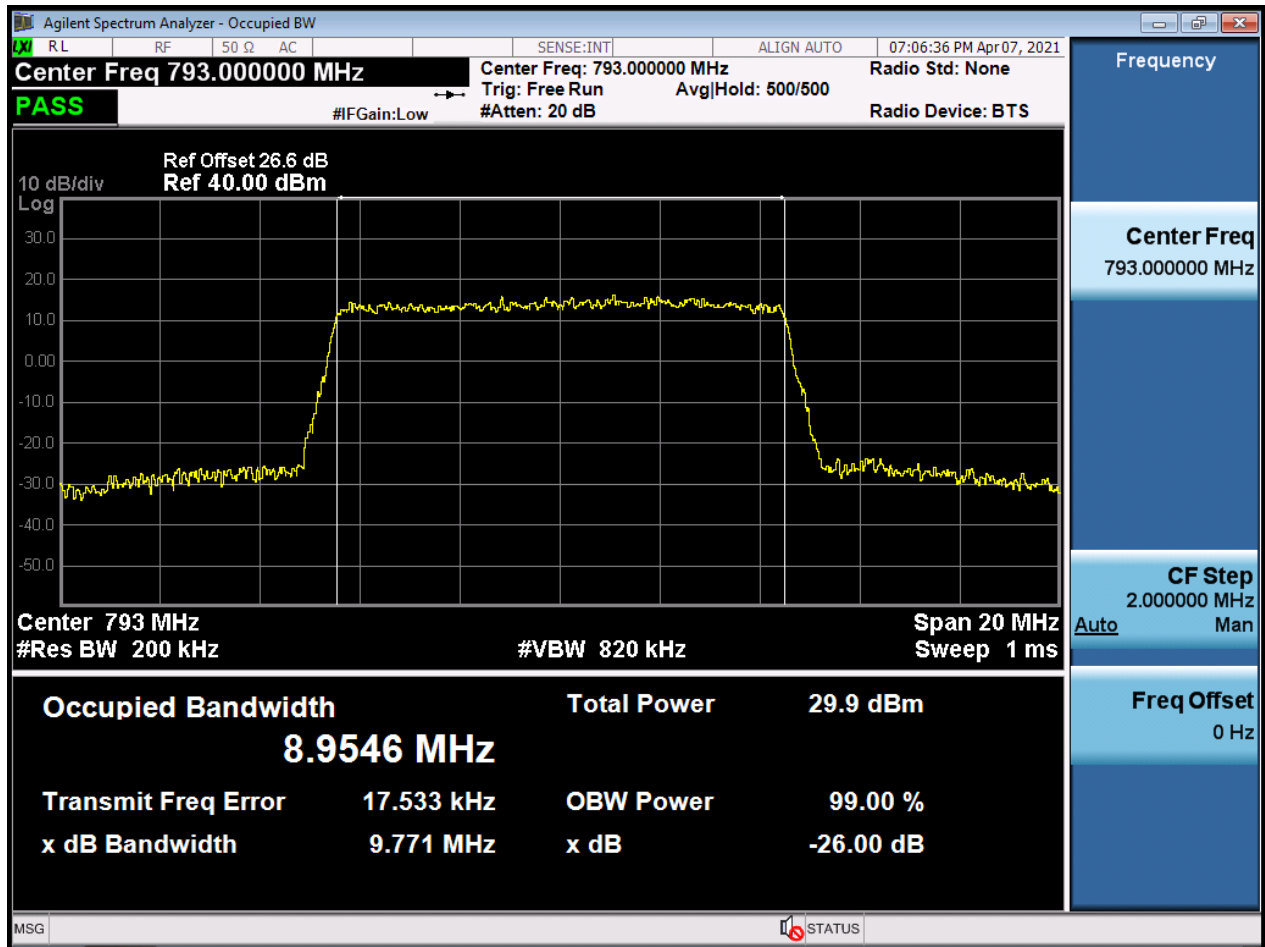 Agilent Spectrum Analyzer - Occupied BW
LXI RL RF 50 Ω AC SENSE:INT ALIGN AUTO 07:06:36 PM Apr 07, 2021
Center Freq 793.000000 MHz
Center Freq: 793.000000 MHz Radio Std: None
Trig: Free Run Avg|Hold: 500/500
PASS
#IFGain:Low #Atten: 20 dB Radio Device: BTS
Ref Offset 26.6 dB
10 dB/div Ref 40.00 dBm
Log
30.0
20.0
10.0
0.00
-10.0
-20.0
-30.0
-40.0
-50.0
Center 793 MHz Span 20 MHz
#Res BW 200 kHz #VBW 820 kHz Sweep 1 ms
Occupied Bandwidth Total Power 29.9 dBm
8.9546 MHz
Transmit Freq Error 17.533 kHz OBW Power 99.00 %
x dB Bandwidth 9.771 MHz x dB -26.00 dB
Frequency
Center Freq
793.000000 MHz
CF Step
2.000000 MHz
Auto Man
Freq Offset
0 Hz
MSG STATUS